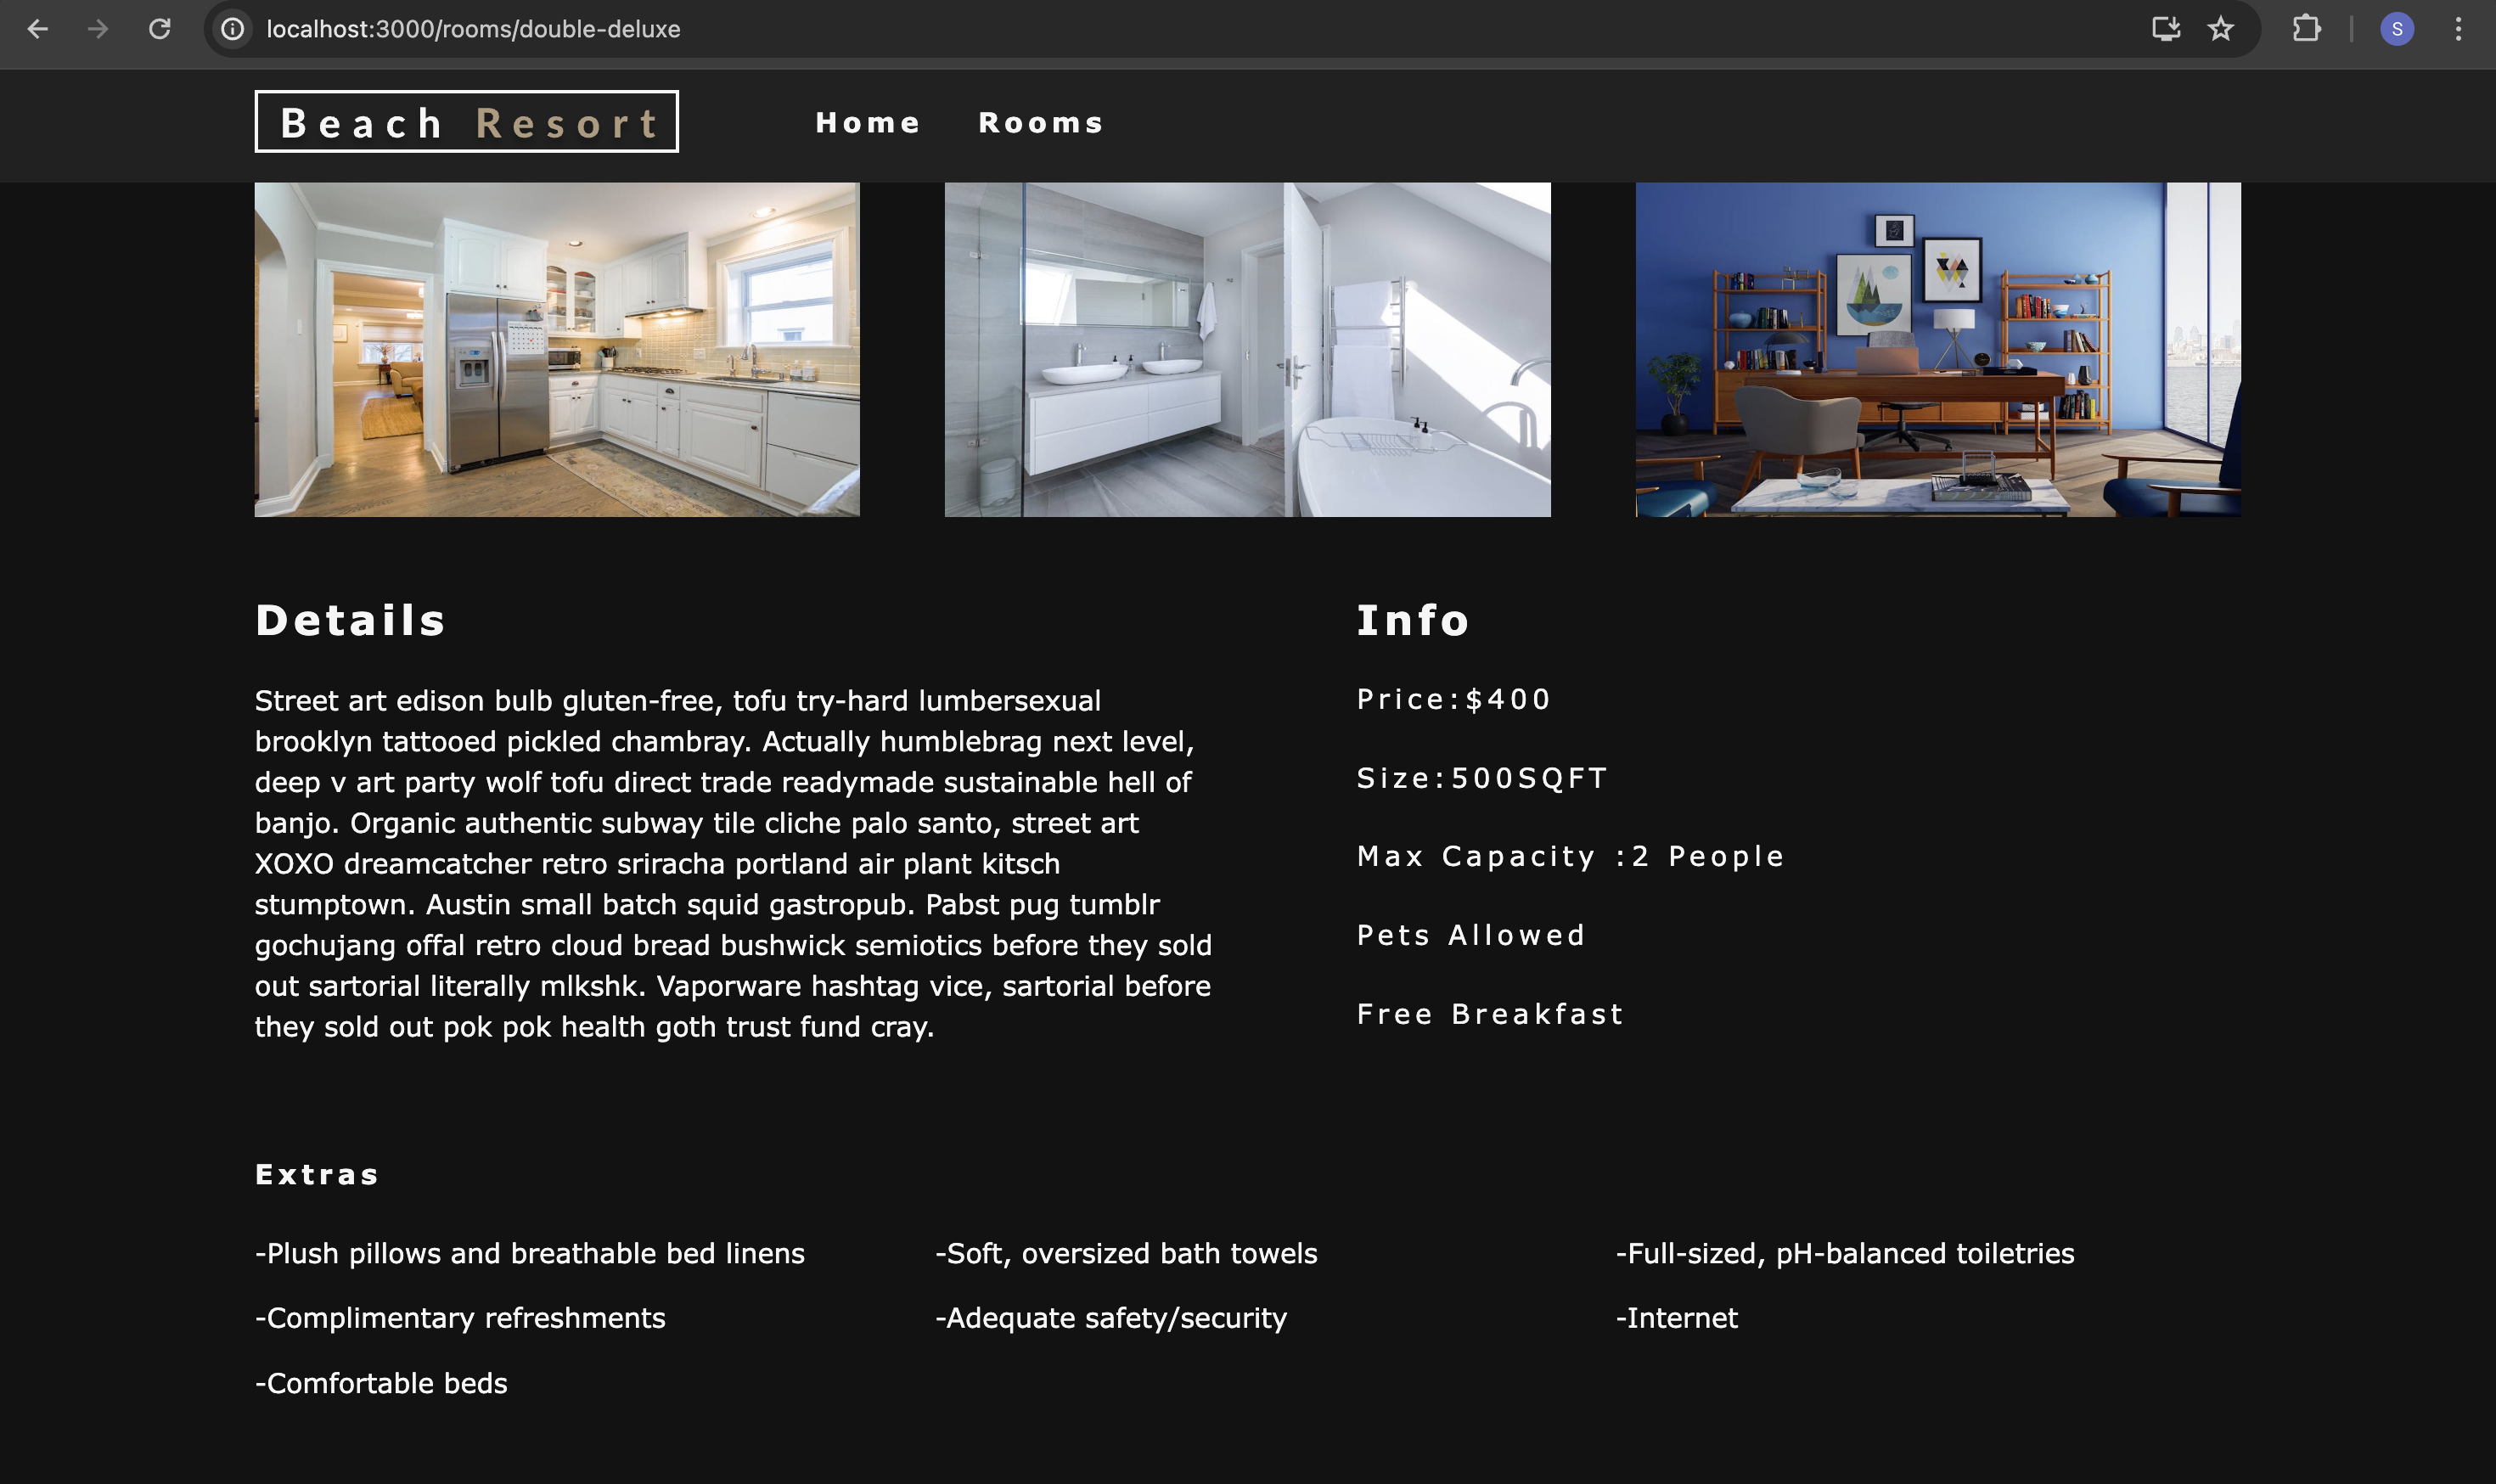 localhost:3000/rooms/double-deluxe
S
Beach Resort
Home
Rooms
Details
Street art edison bulb gluten-free, tofu try-hard lumbersexual
brooklyn tattooed pickled chambray. Actually humblebrag next level,
deep v art party wolf tofu direct trade readymade sustainable hell of
banjo. Organic authentic subway tile cliche palo santo, street art
XOXO dreamcatcher retro sriracha portland air plant kitsch
stumptown. Austin small batch squid gastropub. Pabst pug tumblr
gochujang offal retro cloud bread bushwick semiotics before they sold
out sartorial literally mlkshk. Vaporware hashtag vice, sartorial before
they sold out pok pok health goth trust fund cray.
Info
Price:$400
Size:500SQFT
Max Capacity :2 People
Pets Allowed
Free Breakfast
Extras
-Plush pillows and breathable bed linens
-Soft, oversized bath towels
-Full-sized, pH-balanced toiletries
-Complimentary refreshments
-Adequate safety/security
-Internet
-Comfortable beds